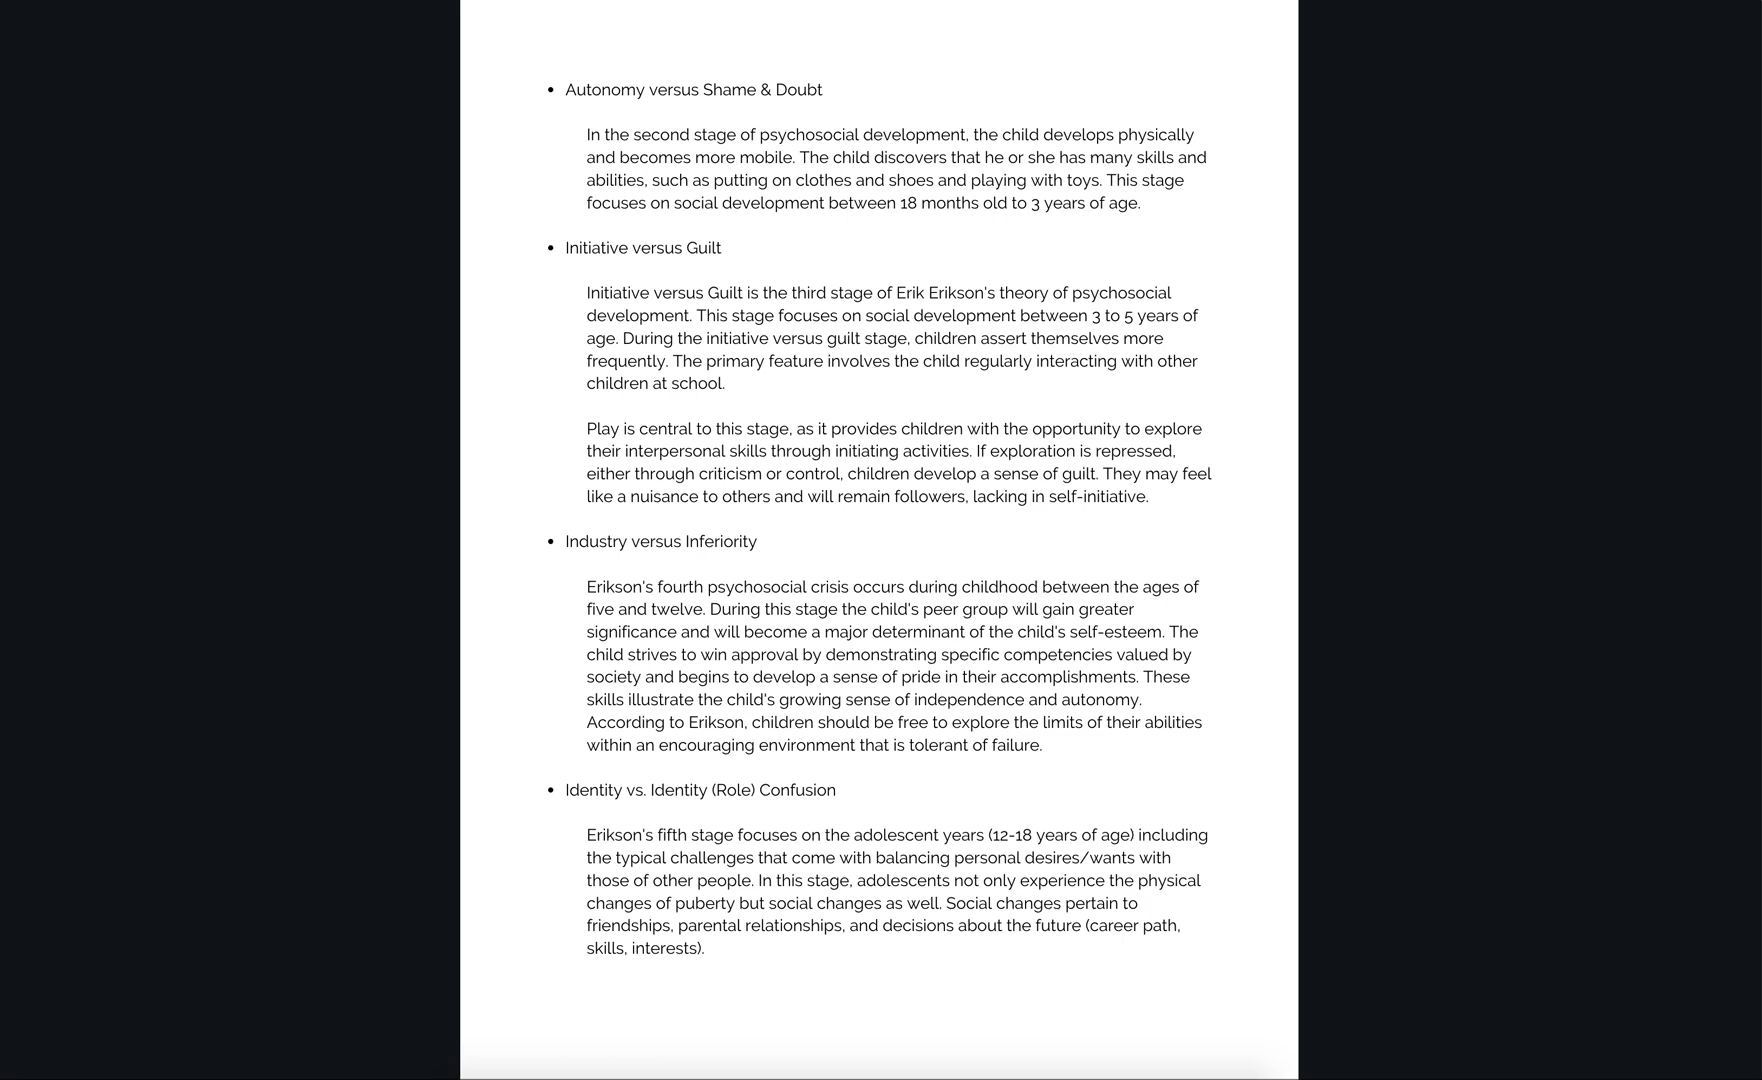 • Autonomy versus Shame & Doubt
In the second stage of psychosocial development, the child develops physically
and becomes more mobile. The child discovers that he or she has many skills and
abilities, such as putting on clothes and shoes and playing with toys. This stage
focuses on social development between 18 months old to 3 years of age.
• Initiative versus Guilt
Initiative versus Guilt is the third stage of Erik Erikson's theory of psychosocial
development. This stage focuses on social development between 3 to 5 years of
age. During the initiative versus guilt stage, children assert themselves more
frequently. The primary feature involves the child regularly interacting with other
children at school.
Play is central to this stage, as it provides children with the opportunity to explore
their interpersonal skills through initiating activities. If exploration is repressed,
either through criticism or control, children develop a sense of guilt. They may feel
like a nuisance to others and will remain followers, lacking in self-initiative.
• Industry versus Inferiority
Erikson's fourth psychosocial crisis occurs during childhood between the ages of
five and twelve. During this stage the child's peer group will gain greater
significance and will become a major determinant of the child's self-esteem. The
child strives to win approval by demonstrating specific competencies valued by
society and begins to develop a sense of pride in their accomplishments. These
skills illustrate the child's growing sense of independence and autonomy.
According to Erikson, children should be free to explore the limits of their abilities
within an encouraging environment that is tolerant of failure.
• Identity vs. Identity (Role) Confusion
Erikson's fifth stage focuses on the adolescent years (12-18 years of age) including
the typical challenges that come with balancing personal desires/wants with
those of other people. In this stage, adolescents not only experience the physical
changes of puberty but social changes as well. Social changes pertain to
friendships, parental relationships, and decisions about the future (career path,
skills, interests).